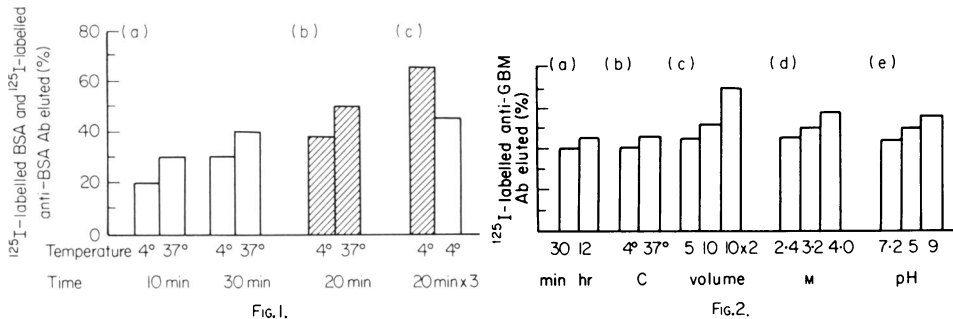 ¹²⁵I-labelled BSA and ¹²⁵I-labelled
anti-BSA Ab eluted (%)
80
60
40
20
0
(a) (b) (c)
Temperature 4° 37° 4° 37° 4° 37° 4° 4°
Time 10 min 30 min 20 min 20 min x 3
FIG. 1.
¹²⁵I-labelled anti-GBM
Ab eluted (%)
(a) (b) (c) (d) (e)
30 12 4° 37° 5 10 10x2 2·4 3·2 4·0 7·2 5 9
min hr C volume M pH
FIG. 2.